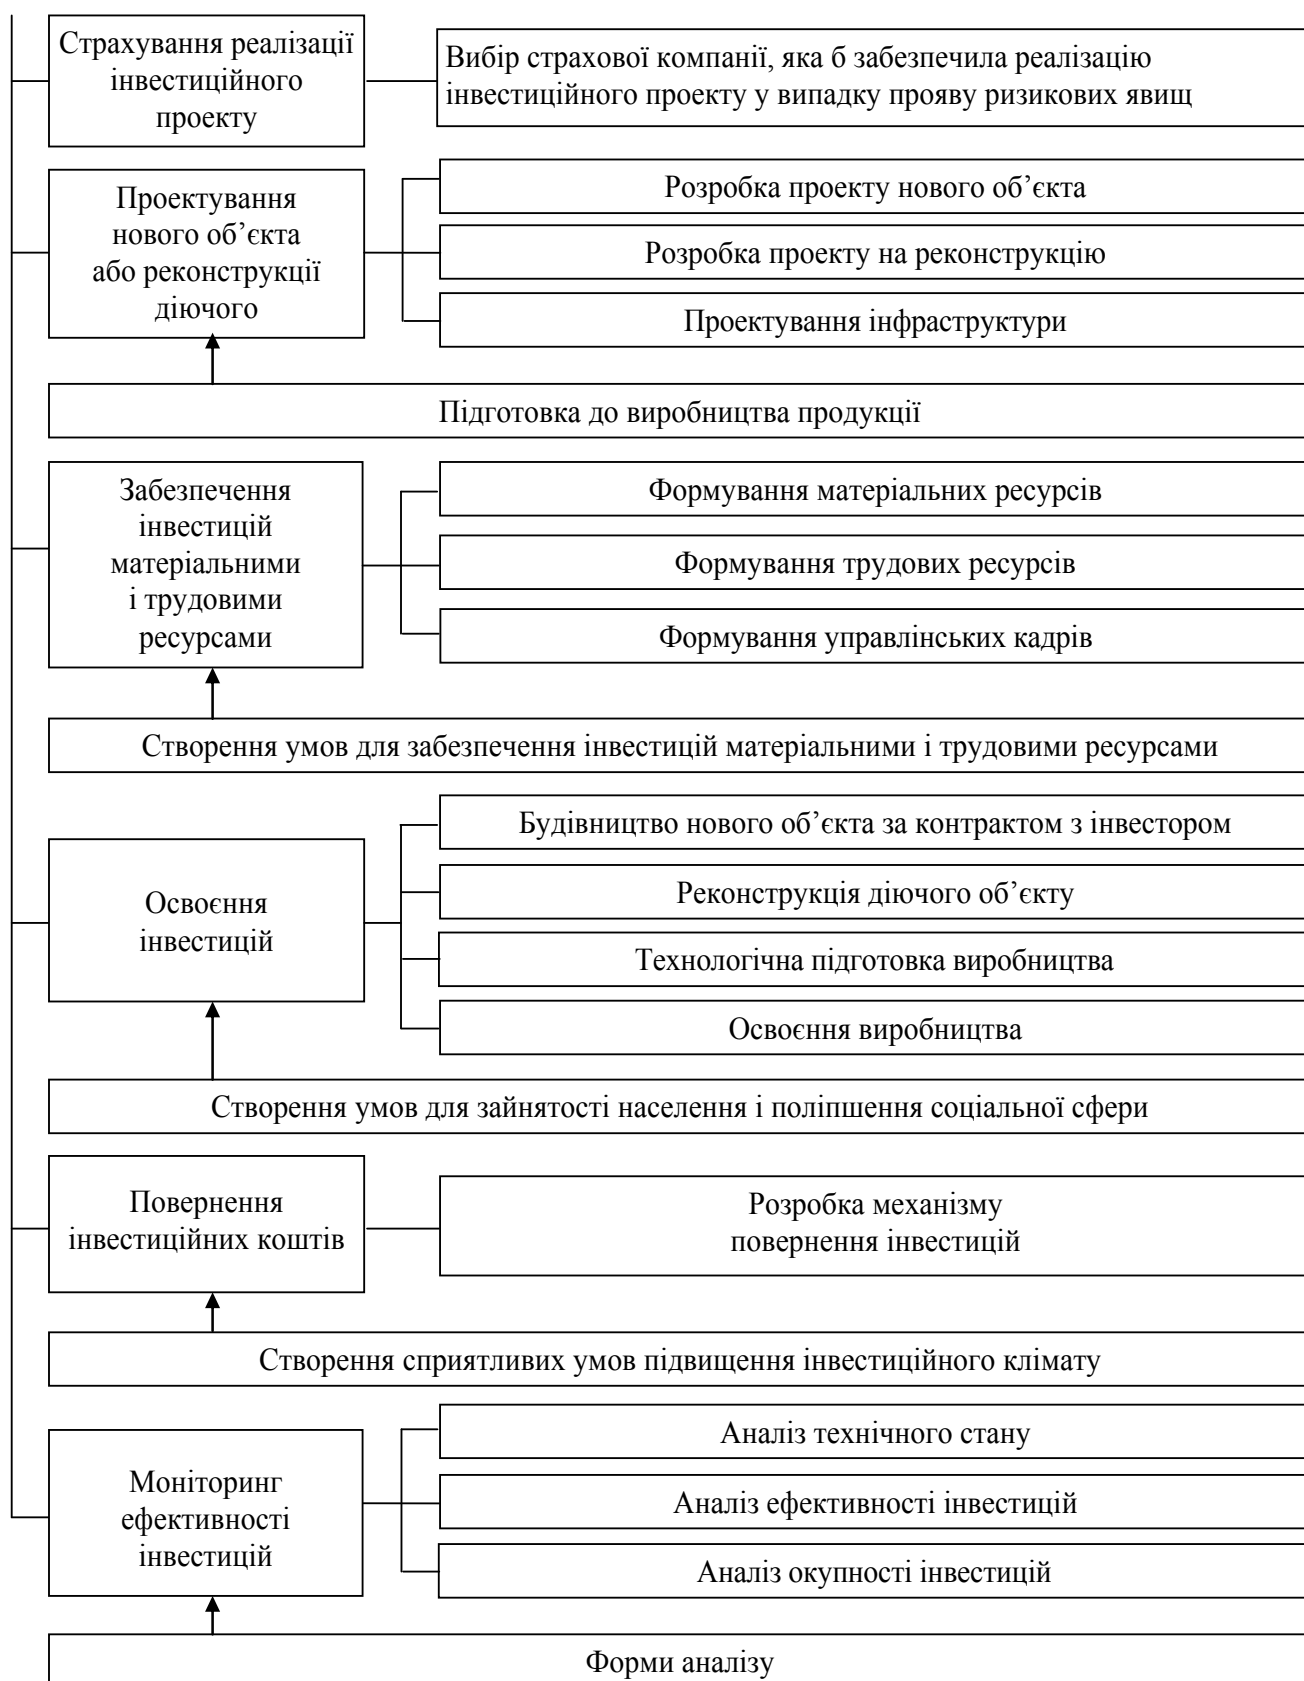 Страхування реалізації
інвестиційного
проекту
Вибір страхової компанії, яка б забезпечила реалізацію
інвестиційного проекту у випадку прояву ризикових явищ
Проектування
нового об’єкта
або реконструкції
діючого
Розробка проекту нового об’єкта
Розробка проекту на реконструкцію
Проектування інфраструктури
Підготовка до виробництва продукції
Забезпечення
інвестицій
матеріальними
і трудовими
ресурсами
Формування матеріальних ресурсів
Формування трудових ресурсів
Формування управлінських кадрів
Створення умов для забезпечення інвестицій матеріальними і трудовими ресурсами
Освоєння
інвестицій
Будівництво нового об’єкта за контрактом з інвестором
Реконструкція діючого об’єкту
Технологічна підготовка виробництва
Освоєння виробництва
Створення умов для зайнятості населення і поліпшення соціальної сфери
Повернення
інвестиційних коштів
Розробка механізму
повернення інвестицій
Створення сприятливих умов підвищення інвестиційного клімату
Моніторинг
ефективності
інвестицій
Аналіз технічного стану
Аналіз ефективності інвестицій
Аналіз окупності інвестицій
Форми аналізу